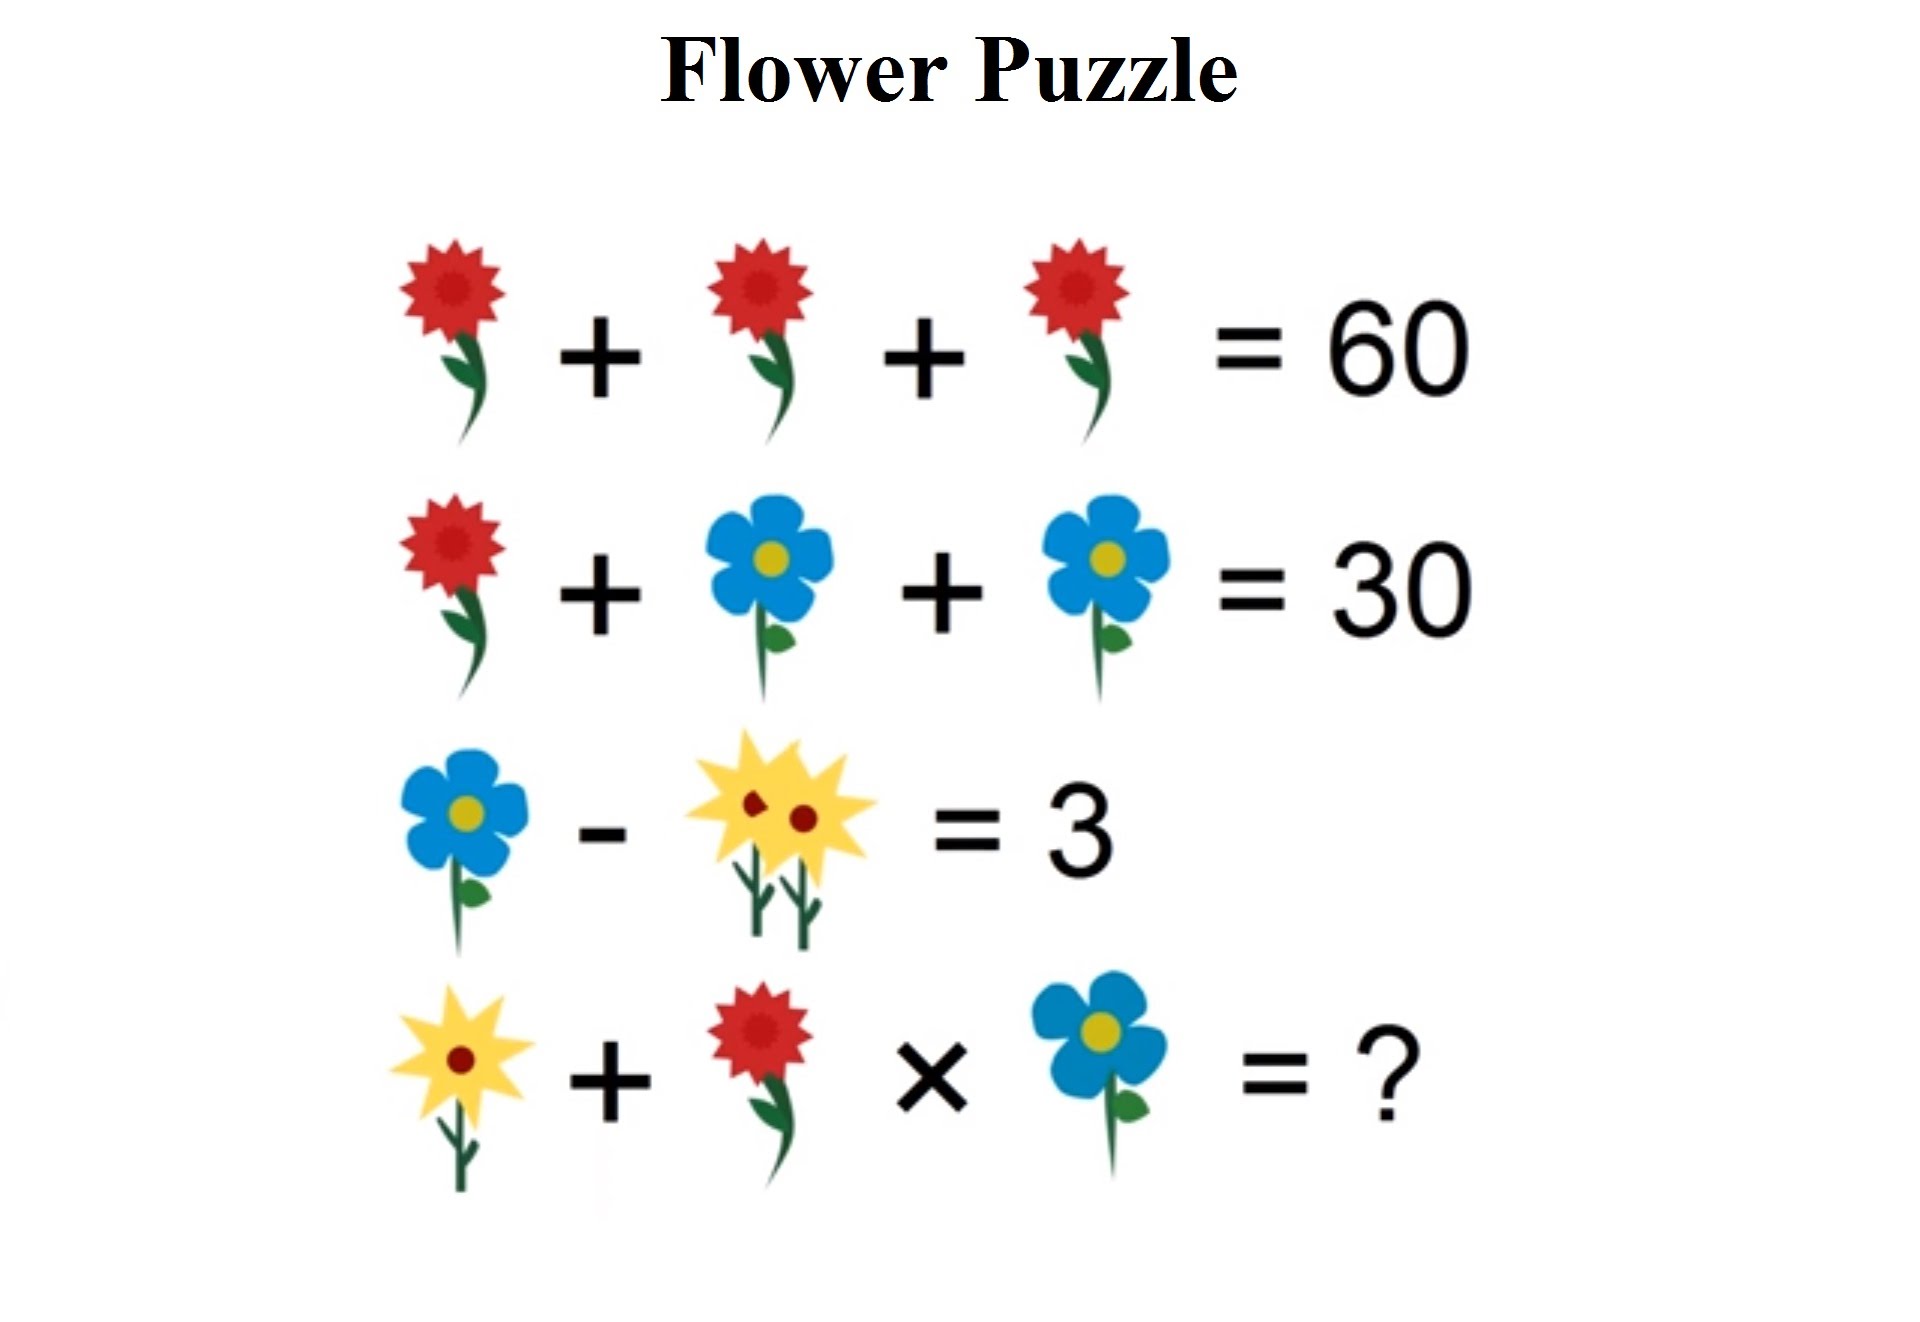 Flower Puzzle
+ + = 60
+ + = 30
- = 3
+ × = ?